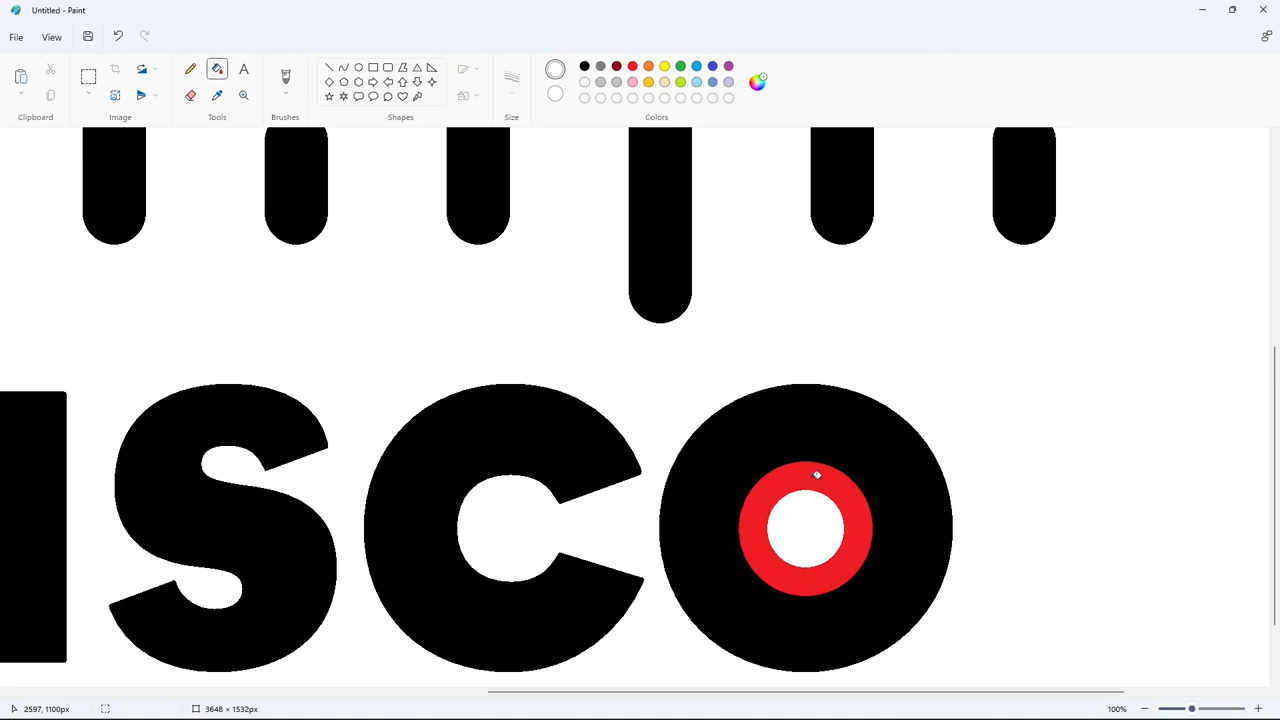 Untitled - Paint
File View
Clipboard Image Tools Brushes Shapes Size Colors
ISCO
2597, 1100px 3648 × 1532px 100%